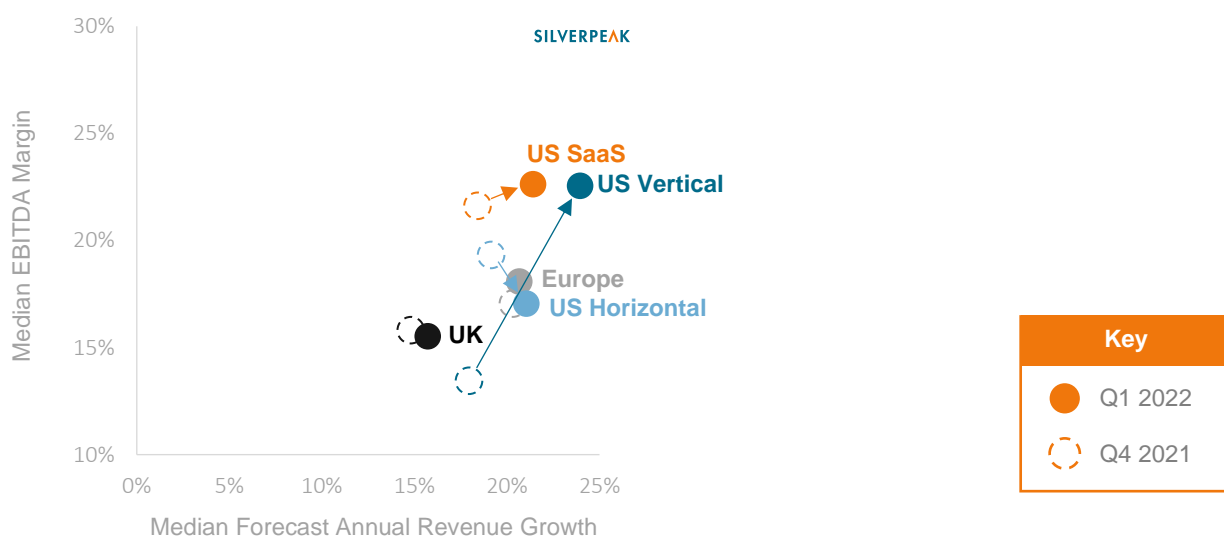 30%
SILVERPEAK
25%
US SaaS
US Vertical
20%
Europe
US Horizontal
UK
15%
10%
0%
5%
10%
15%
20%
25%
Median EBITDA Margin
Median Forecast Annual Revenue Growth
Key
Q1 2022
Q4 2021